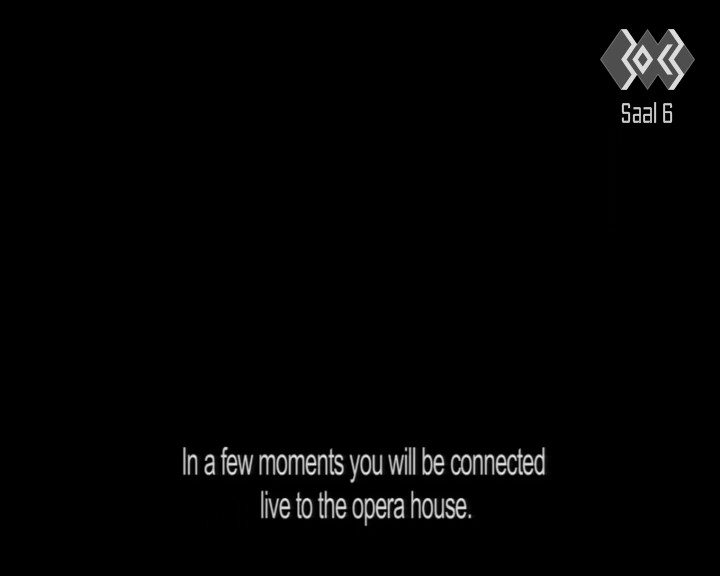 Saal 6
In a few moments you will be connected
live to the opera house.